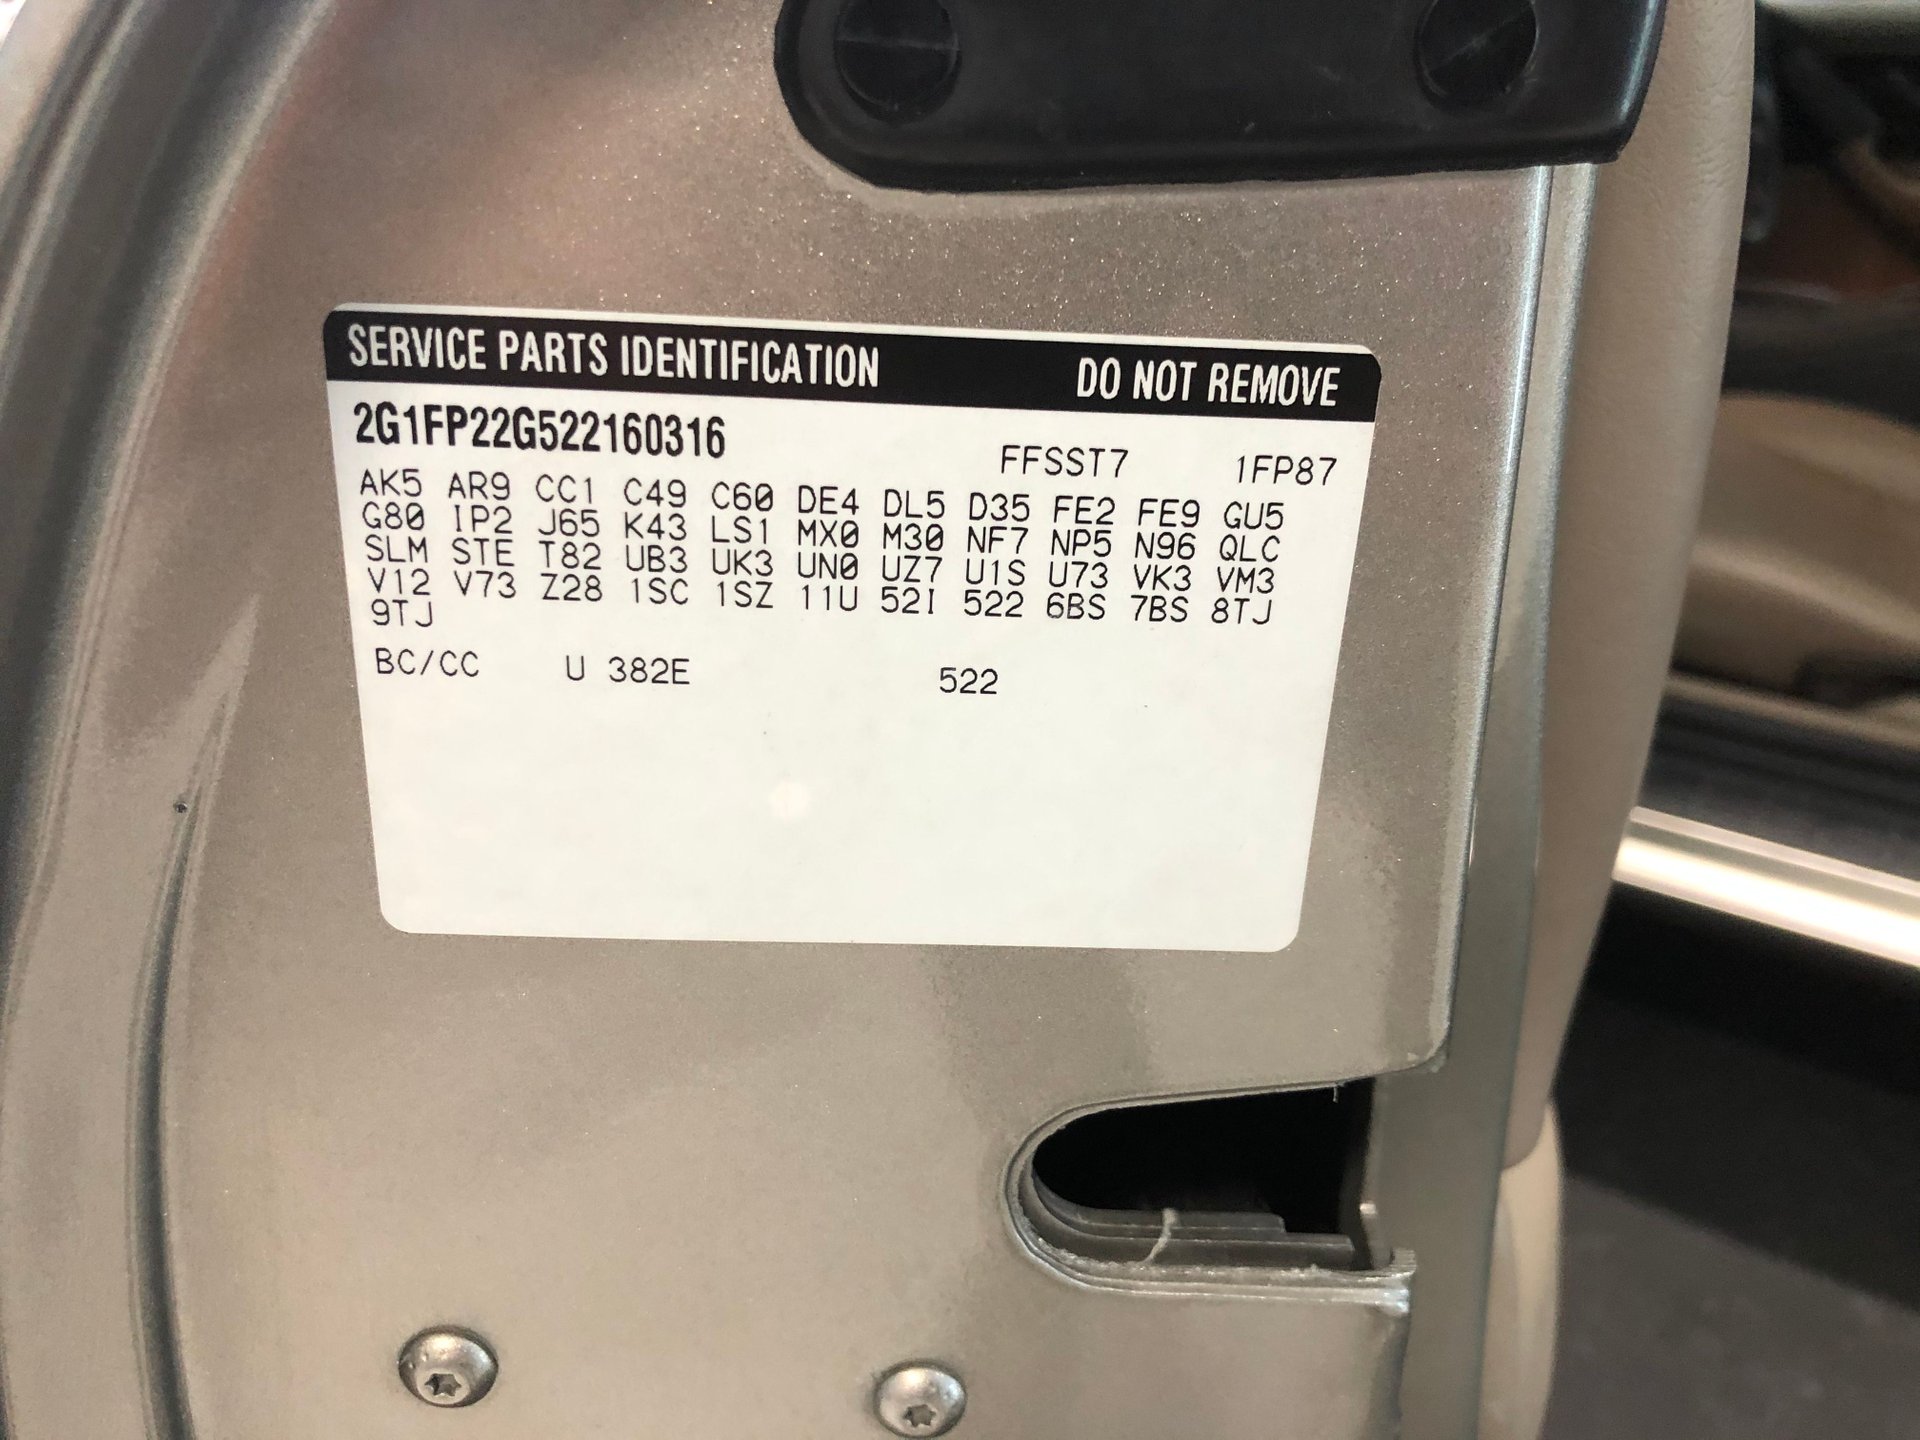 SERVICE PARTS IDENTIFICATION DO NOT REMOVE
2G1FP22G522160316 FFSST7 1FP87
AK5 AR9 CC1 C49 C60 DE4 DL5 D35 FE2 FE9 GU5
G80 IP2 J65 K43 LS1 MX0 M30 NF7 NP5 N96 QLC
SLM STE T82 UB3 UK3 UN0 UZ7 U1S U73 VK3 VM3
V12 V73 Z28 1SC 1SZ 11U 52I 522 6BS 7BS 8TJ
9TJ
BC/CC U 382E 522